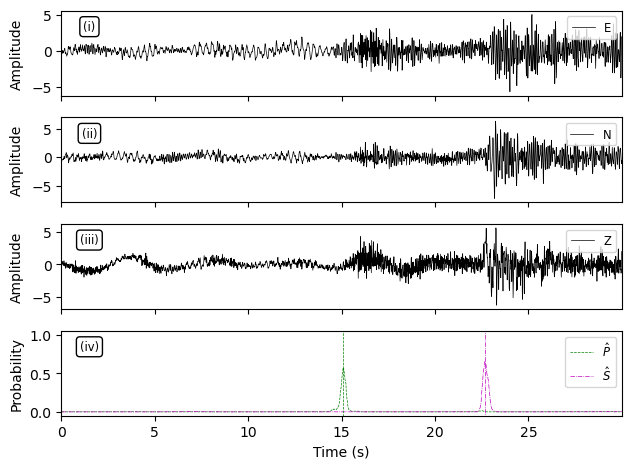 (i)
E
Amplitude
5
0
−5
(ii)
N
Amplitude
5
0
−5
(iii)
Z
Amplitude
5
0
−5
(iv)
P̂
Ŝ
Probability
1.0
0.5
0.0
0 5 10 15 20 25
Time (s)